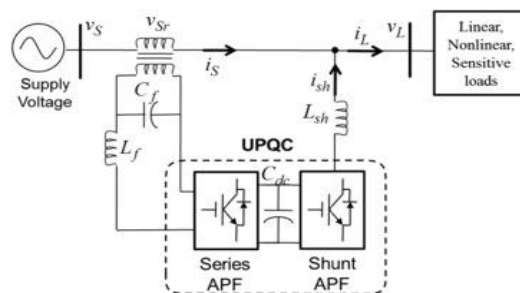 v_S
v_Sr
i_S
i_L
v_L
Linear,
Nonlinear,
Sensitive
loads
Supply
Voltage
C_f
i_sh
L_sh
L_f
UPQC
C_dc
Series
APF
Shunt
APF